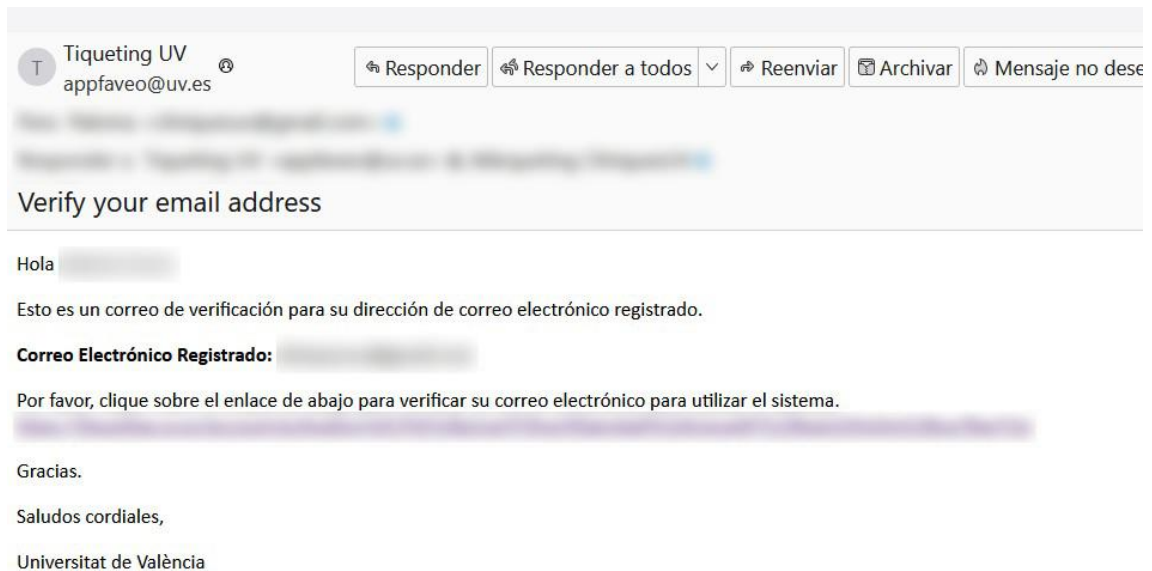 T
Tiqueting UV
appfaveo@uv.es
Responder
Responder a todos
Reenviar
Archivar
Mensaje no dese
Verify your email address
Hola
Esto es un correo de verificación para su dirección de correo electrónico registrado.
Correo Electrónico Registrado:
Por favor, clique sobre el enlace de abajo para verificar su correo electrónico para utilizar el sistema.
Gracias.
Saludos cordiales,
Universitat de València